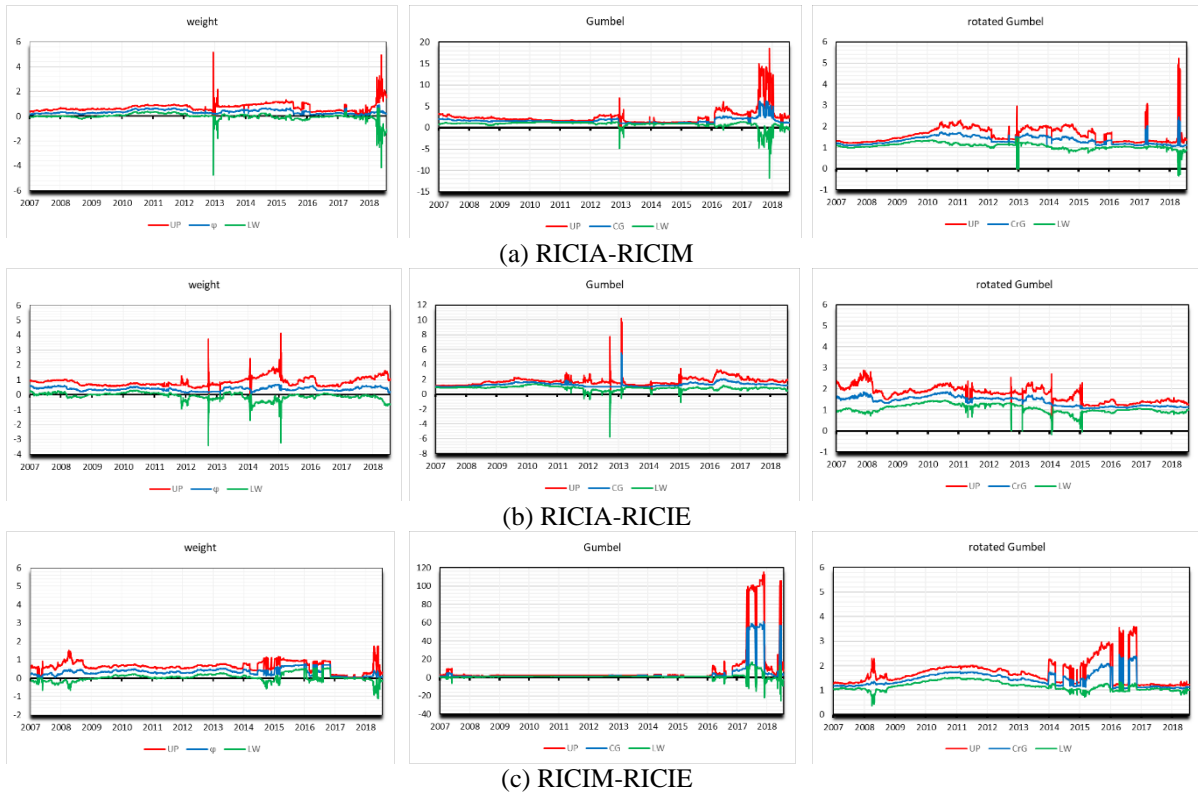 weight
6
4
2
0
-2
-4
-6
2007 2008 2009 2010 2011 2012 2013 2014 2015 2016 2017 2018
UP φ LW
Gumbel
20
15
10
5
0
-5
-10
-15
2007 2008 2009 2010 2011 2012 2013 2014 2015 2016 2017 2018
UP CG LW
rotated Gumbel
6
5
4
3
2
1
0
-1
2007 2008 2009 2010 2011 2012 2013 2014 2015 2016 2017 2018
UP CrG LW
(a) RICIA-RICIM
weight
6
5
4
3
2
1
0
-1
-2
-3
-4
2007 2008 2009 2010 2011 2012 2013 2014 2015 2016 2017 2018
UP φ LW
Gumbel
12
10
8
6
4
2
0
-2
-4
-6
-8
2007 2008 2009 2010 2011 2012 2013 2014 2015 2016 2017 2018
UP CG LW
rotated Gumbel
6
5
4
3
2
1
0
-1
2007 2008 2009 2010 2011 2012 2013 2014 2015 2016 2017 2018
UP CrG LW
(b) RICIA-RICIE
weight
6
5
4
3
2
1
0
-1
-2
2007 2008 2009 2010 2011 2012 2013 2014 2015 2016 2017 2018
UP φ LW
Gumbel
120
100
80
60
40
20
0
-20
-40
2007 2008 2009 2010 2011 2012 2013 2014 2015 2016 2017 2018
UP CG LW
rotated Gumbel
6
5
4
3
2
1
0
2007 2008 2009 2010 2011 2012 2013 2014 2015 2016 2017 2018
UP CrG LW
(c) RICIM-RICIE